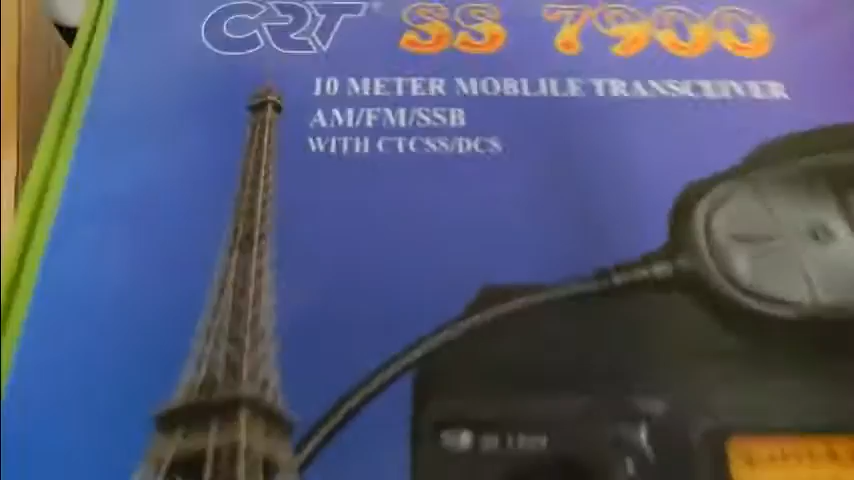 CRT® SS 7900
10 METER MOBLILE TRANSCEIVER
AM/FM/SSB
WITH CTCSS/DCS